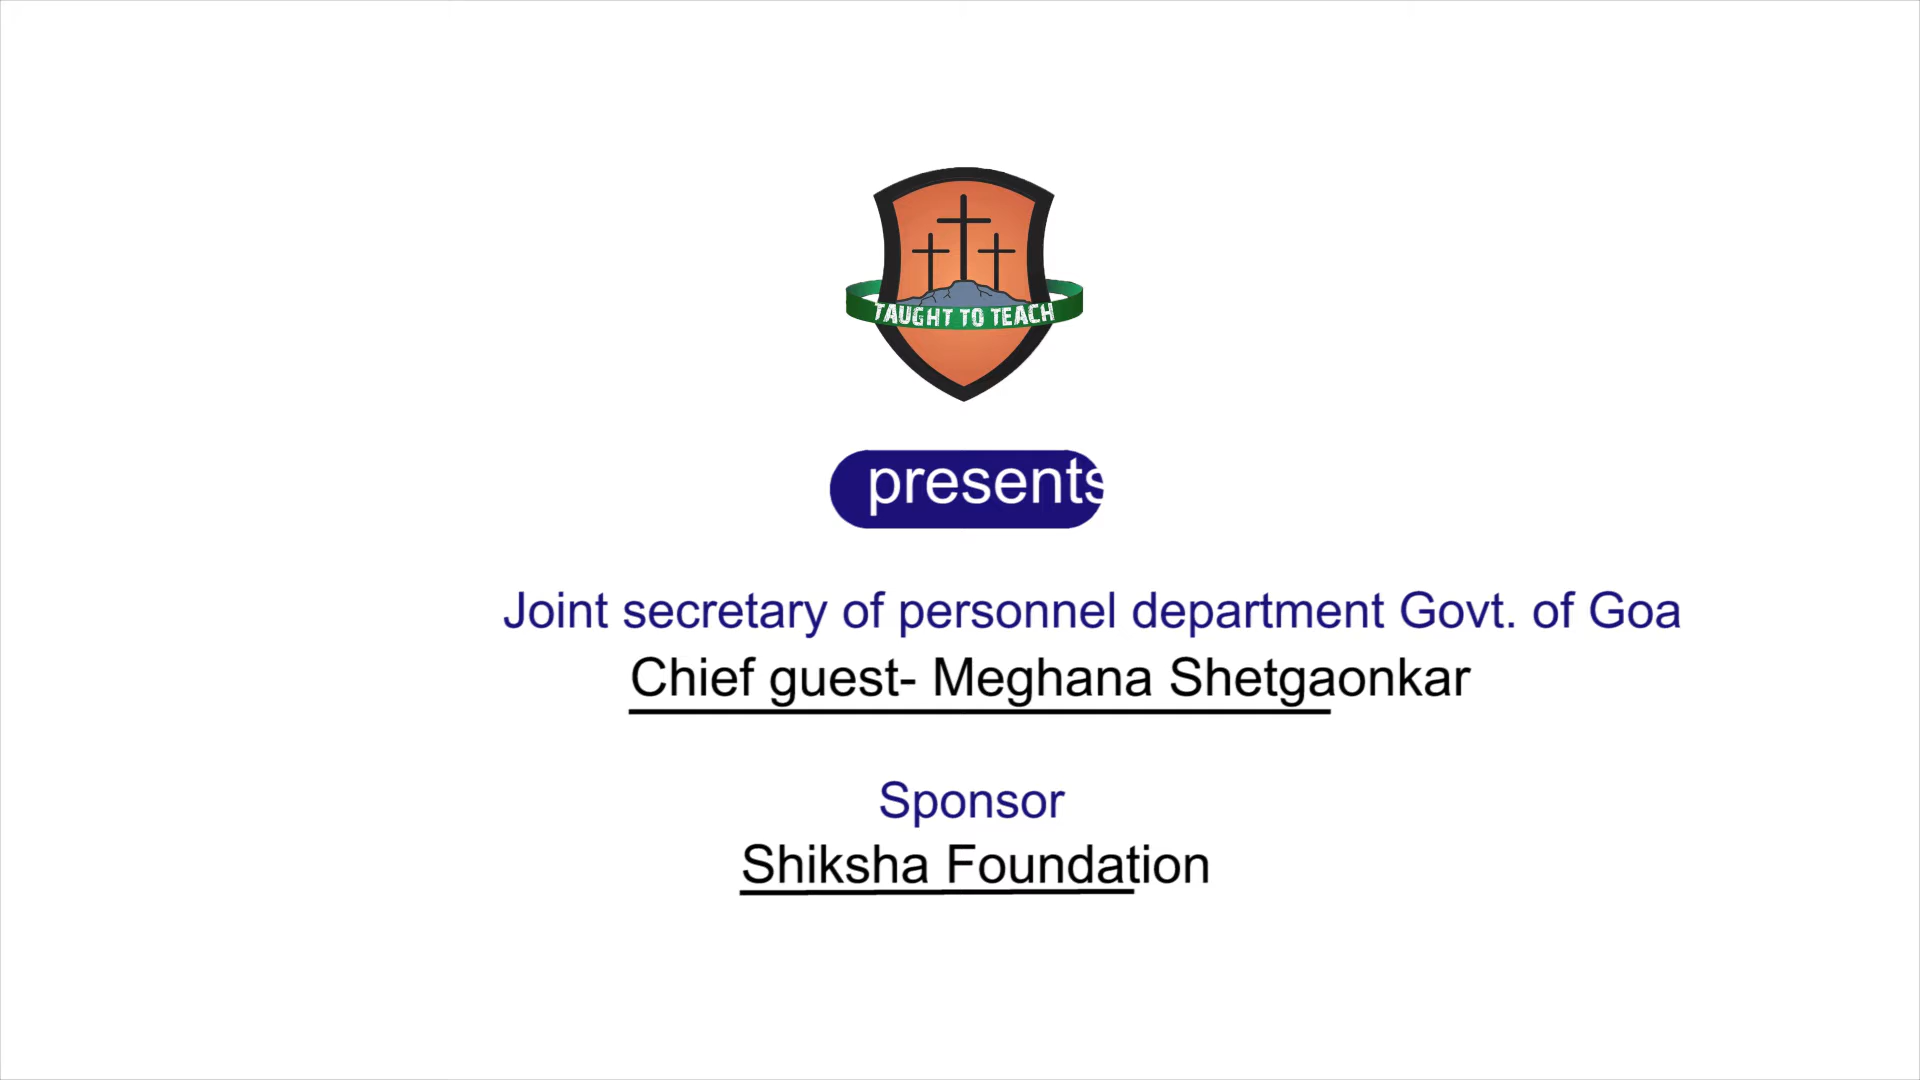 TAUGHT TO TEACH
presents
Joint secretary of personnel department Govt. of Goa
Chief guest- Meghana Shetgaonkar
Sponsor
Shiksha Foundation